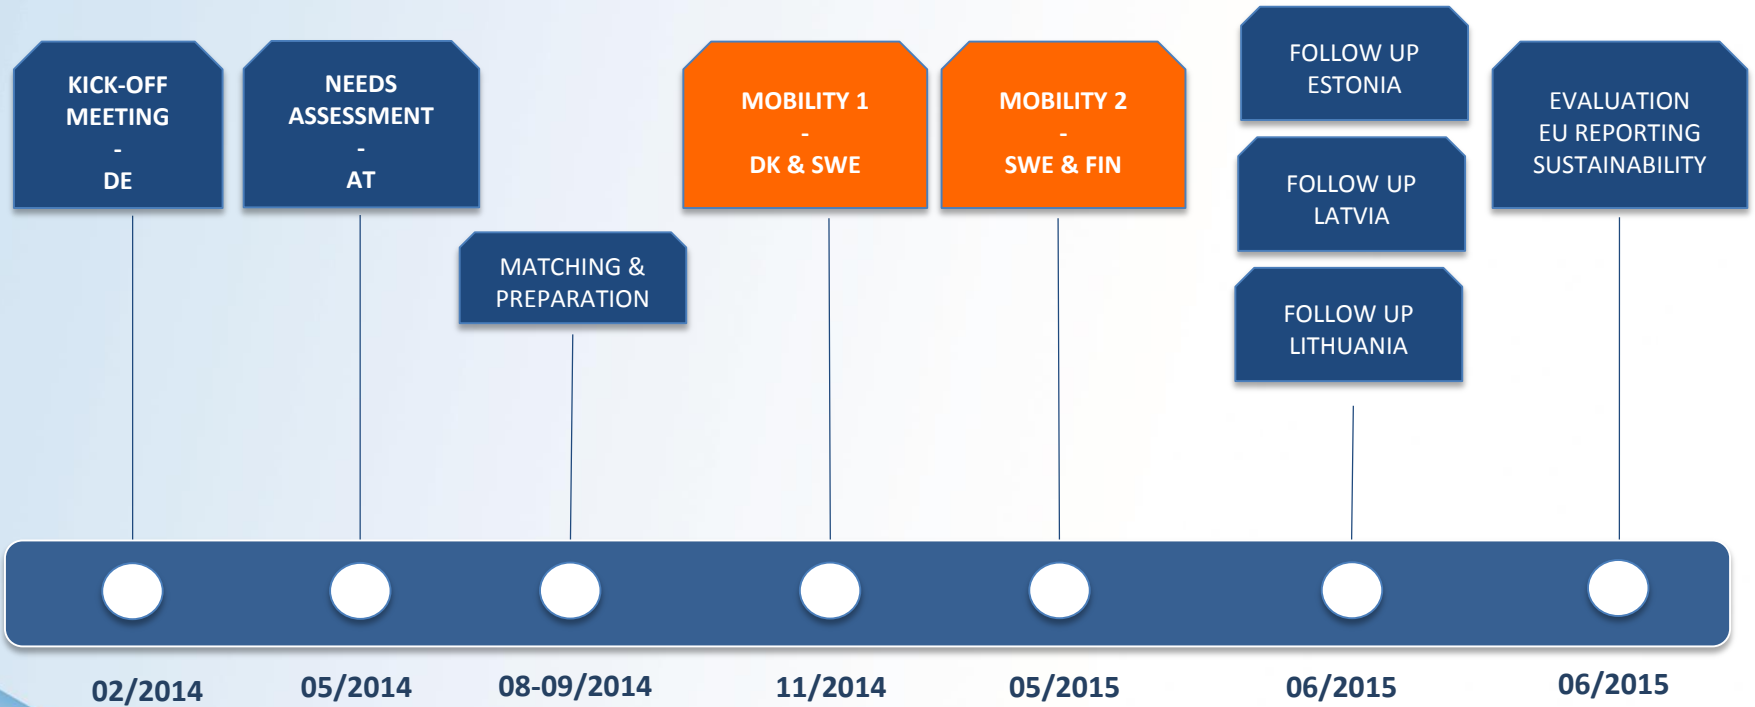 KICK-OFF
MEETING
-
DE
NEEDS
ASSESSMENT
-
AT
MATCHING &
PREPARATION
MOBILITY 1
-
DK & SWE
MOBILITY 2
-
SWE & FIN
FOLLOW UP
ESTONIA
FOLLOW UP
LATVIA
FOLLOW UP
LITHUANIA
EVALUATION
EU REPORTING
SUSTAINABILITY
02/2014
05/2014
08-09/2014
11/2014
05/2015
06/2015
06/2015